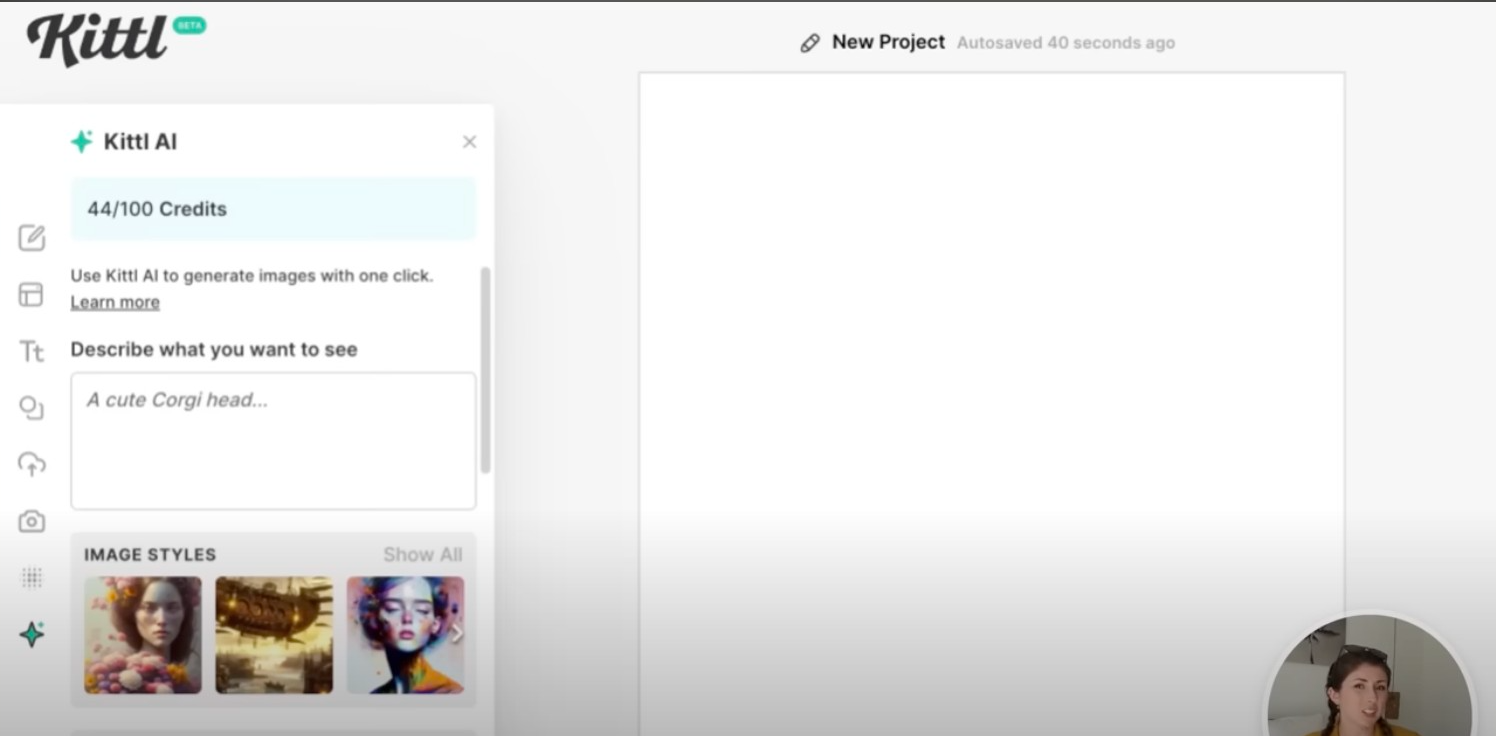 Kittl BETA
New Project Autosaved 40 seconds ago
Kittl AI
44/100 Credits
Use Kittl AI to generate images with one click.
Learn more
Tt
Describe what you want to see
A cute Corgi head...
IMAGE STYLES Show All